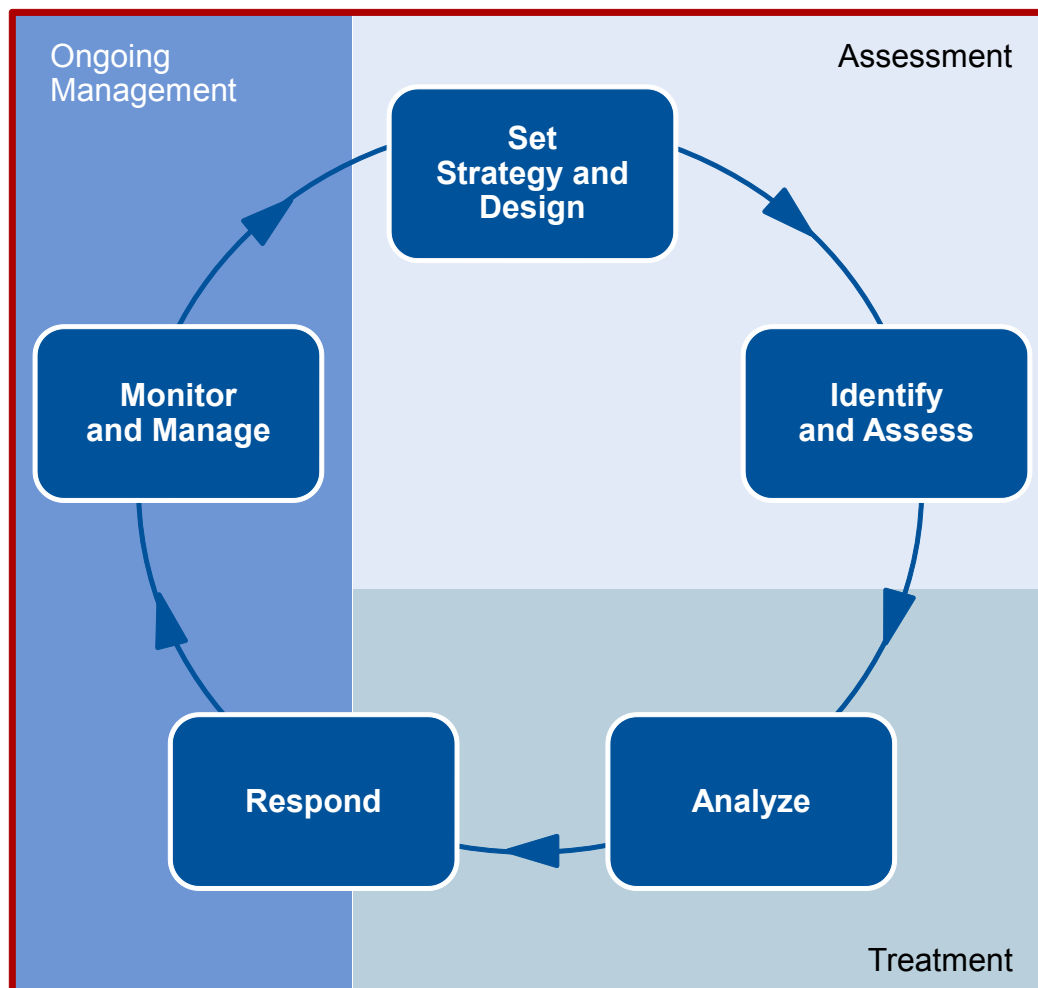 Ongoing
Management
Assessment
Set
Strategy and
Design
Monitor
and Manage
Identify
and Assess
Respond
Analyze
Treatment